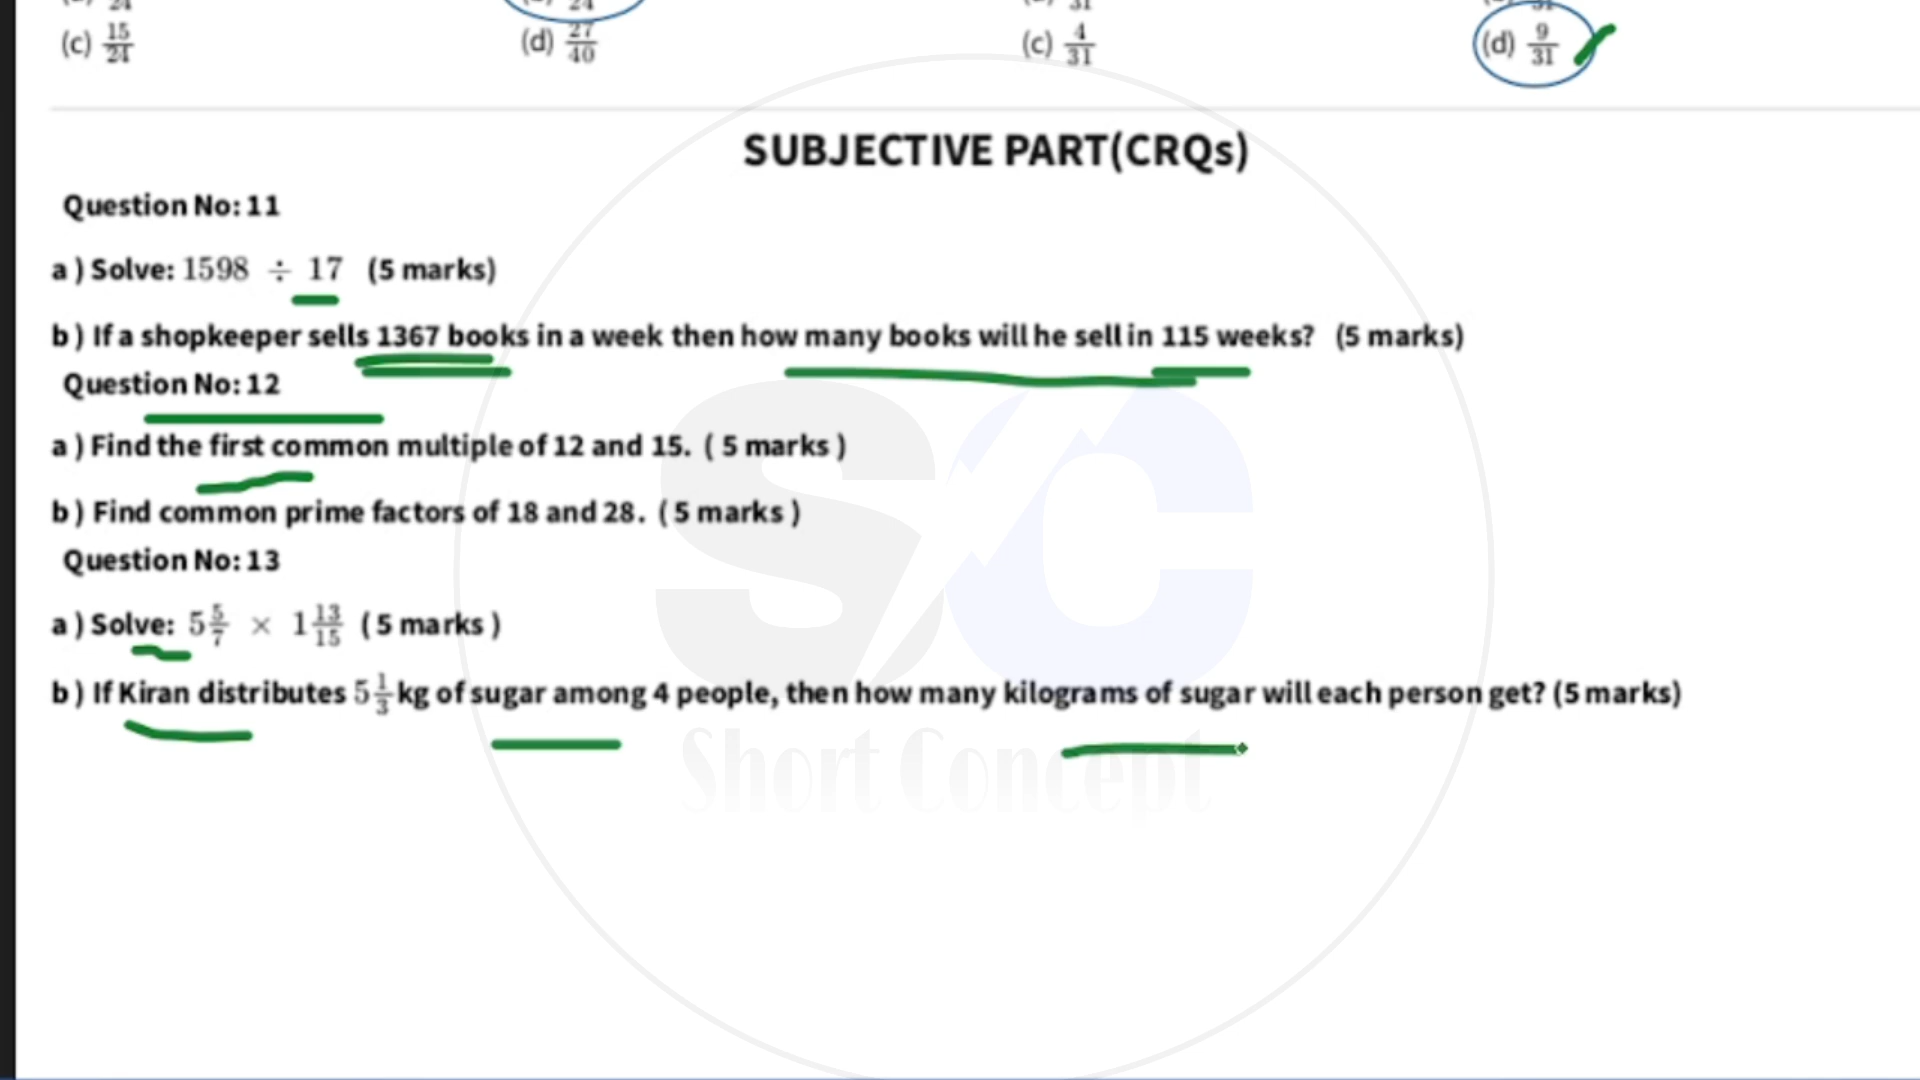 (c) 15/24 (d) 27/40 (c) 4/31 (d) 9/31
SUBJECTIVE PART(CRQs)
Question No: 11
a ) Solve: 1598 ÷ 17 (5 marks)
b ) If a shopkeeper sells 1367 books in a week then how many books will he sell in 115 weeks? (5 marks)
Question No: 12
a ) Find the first common multiple of 12 and 15. ( 5 marks )
b ) Find common prime factors of 18 and 28. ( 5 marks )
Question No: 13
a ) Solve: 5 5/7 × 1 13/15 ( 5 marks )
b ) If Kiran distributes 5 1/3 kg of sugar among 4 people, then how many kilograms of sugar will each person get? (5 marks)
SC
Short Concept